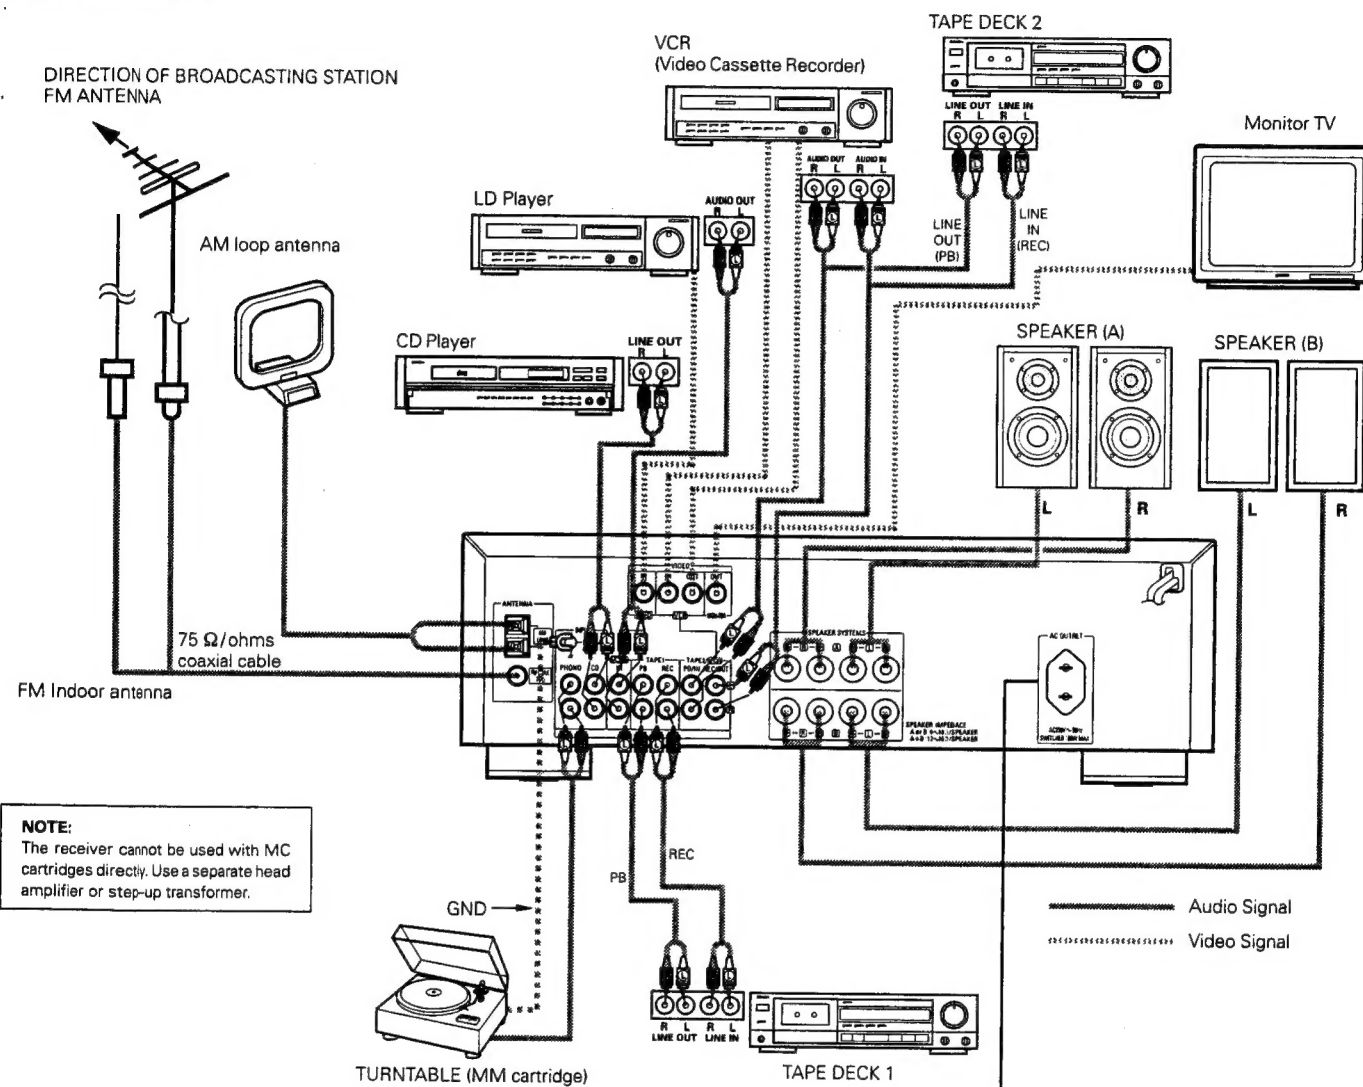 TAPE DECK 2
VCR
(Video Cassette Recorder)
DIRECTION OF BROADCASTING STATION
FM ANTENNA
LINE OUT LINE IN
R L R L
Monitor TV
AUDIO OUT AUDIO IN
R L R L
LD Player
AUDIO OUT
R L
LINE
OUT
(PB)
LINE
IN
(REC)
AM loop antenna
CD Player
LINE OUT
R L
SPEAKER (A)
SPEAKER (B)
L
R
L
R
VIDEO
OUT
ANTENNA
SPEAKER SYSTEMS
AC OUTLET
75 Ω/ohms
coaxial cable
FM Indoor antenna
PHONO CD
TAPE1
PB REC
SPEAKER IMPEDACE
NOTE:
The receiver cannot be used with MC
cartridges directly. Use a separate head
amplifier or step-up transformer.
PB
REC
GND
Audio Signal
Video Signal
R L R L
LINE OUT LINE IN
TURNTABLE (MM cartridge)
TAPE DECK 1